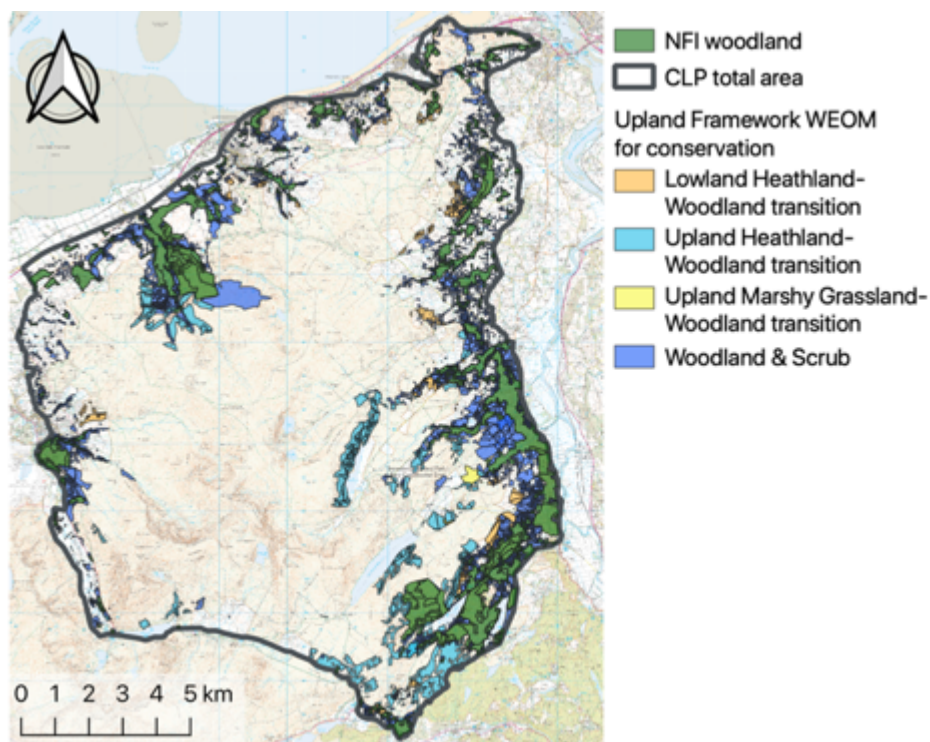 NFI woodland
CLP total area
Upland Framework WEOM
for conservation
Lowland Heathland-
Woodland transition
Upland Heathland-
Woodland transition
Upland Marshy Grassland-
Woodland transition
Woodland & Scrub
0 1 2 3 4 5 km